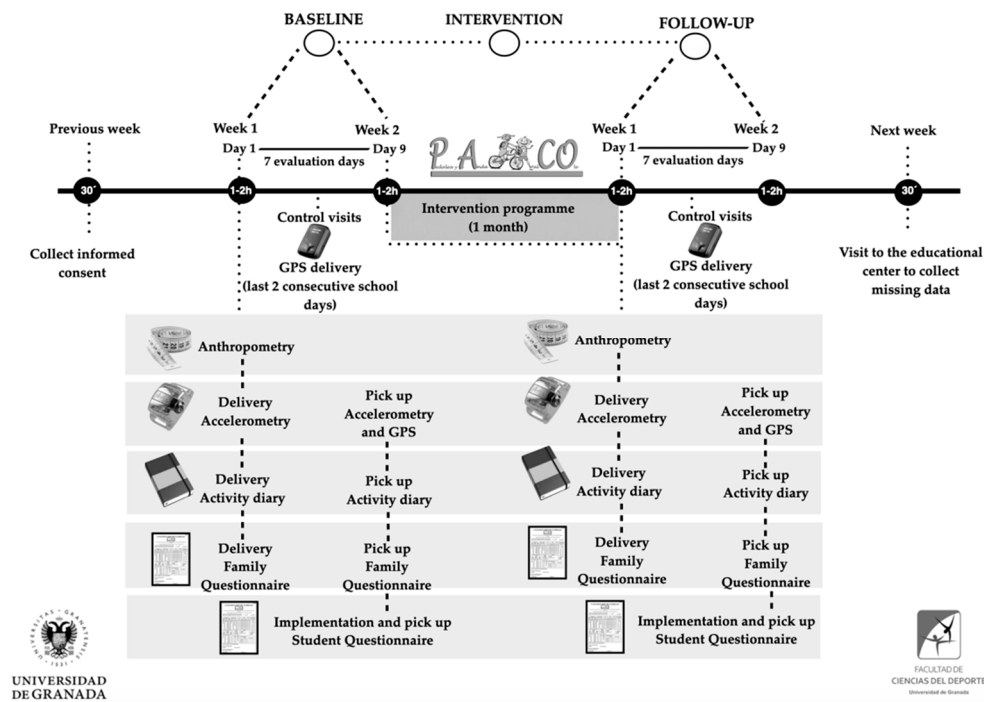 BASELINE
INTERVENTION
FOLLOW-UP
Previous week
Week 1
Day 1
7 evaluation days
Week 2
Day 9
PACO
Week 1
Day 1
7 evaluation days
Week 2
Day 9
Next week
30´
1-2h
1-2h
1-2h
1-2h
30´
Collect informed
consent
Control visits
GPS delivery
(last 2 consecutive school
days)
Intervention programme
(1 month)
Control visits
GPS delivery
(last 2 consecutive school
days)
Visit to the educational
center to collect
missing data
Anthropometry
Anthropometry
Delivery
Accelerometry
Pick up
Accelerometry
and GPS
Delivery
Accelerometry
Pick up
Accelerometry
and GPS
Delivery
Activity diary
Pick up
Activity diary
Delivery
Activity diary
Pick up
Activity diary
Delivery
Family
Questionnaire
Pick up
Family
Questionnaire
Delivery
Family
Questionnaire
Pick up
Family
Questionnaire
Implementation and pick up
Student Questionnaire
Implementation and pick up
Student Questionnaire
UNIVERSITAS · GRANATENSIS
1531
UNIVERSIDAD
DE GRANADA
FACULTAD DE
CIENCIAS DEL DEPORTE
Universidad de Granada